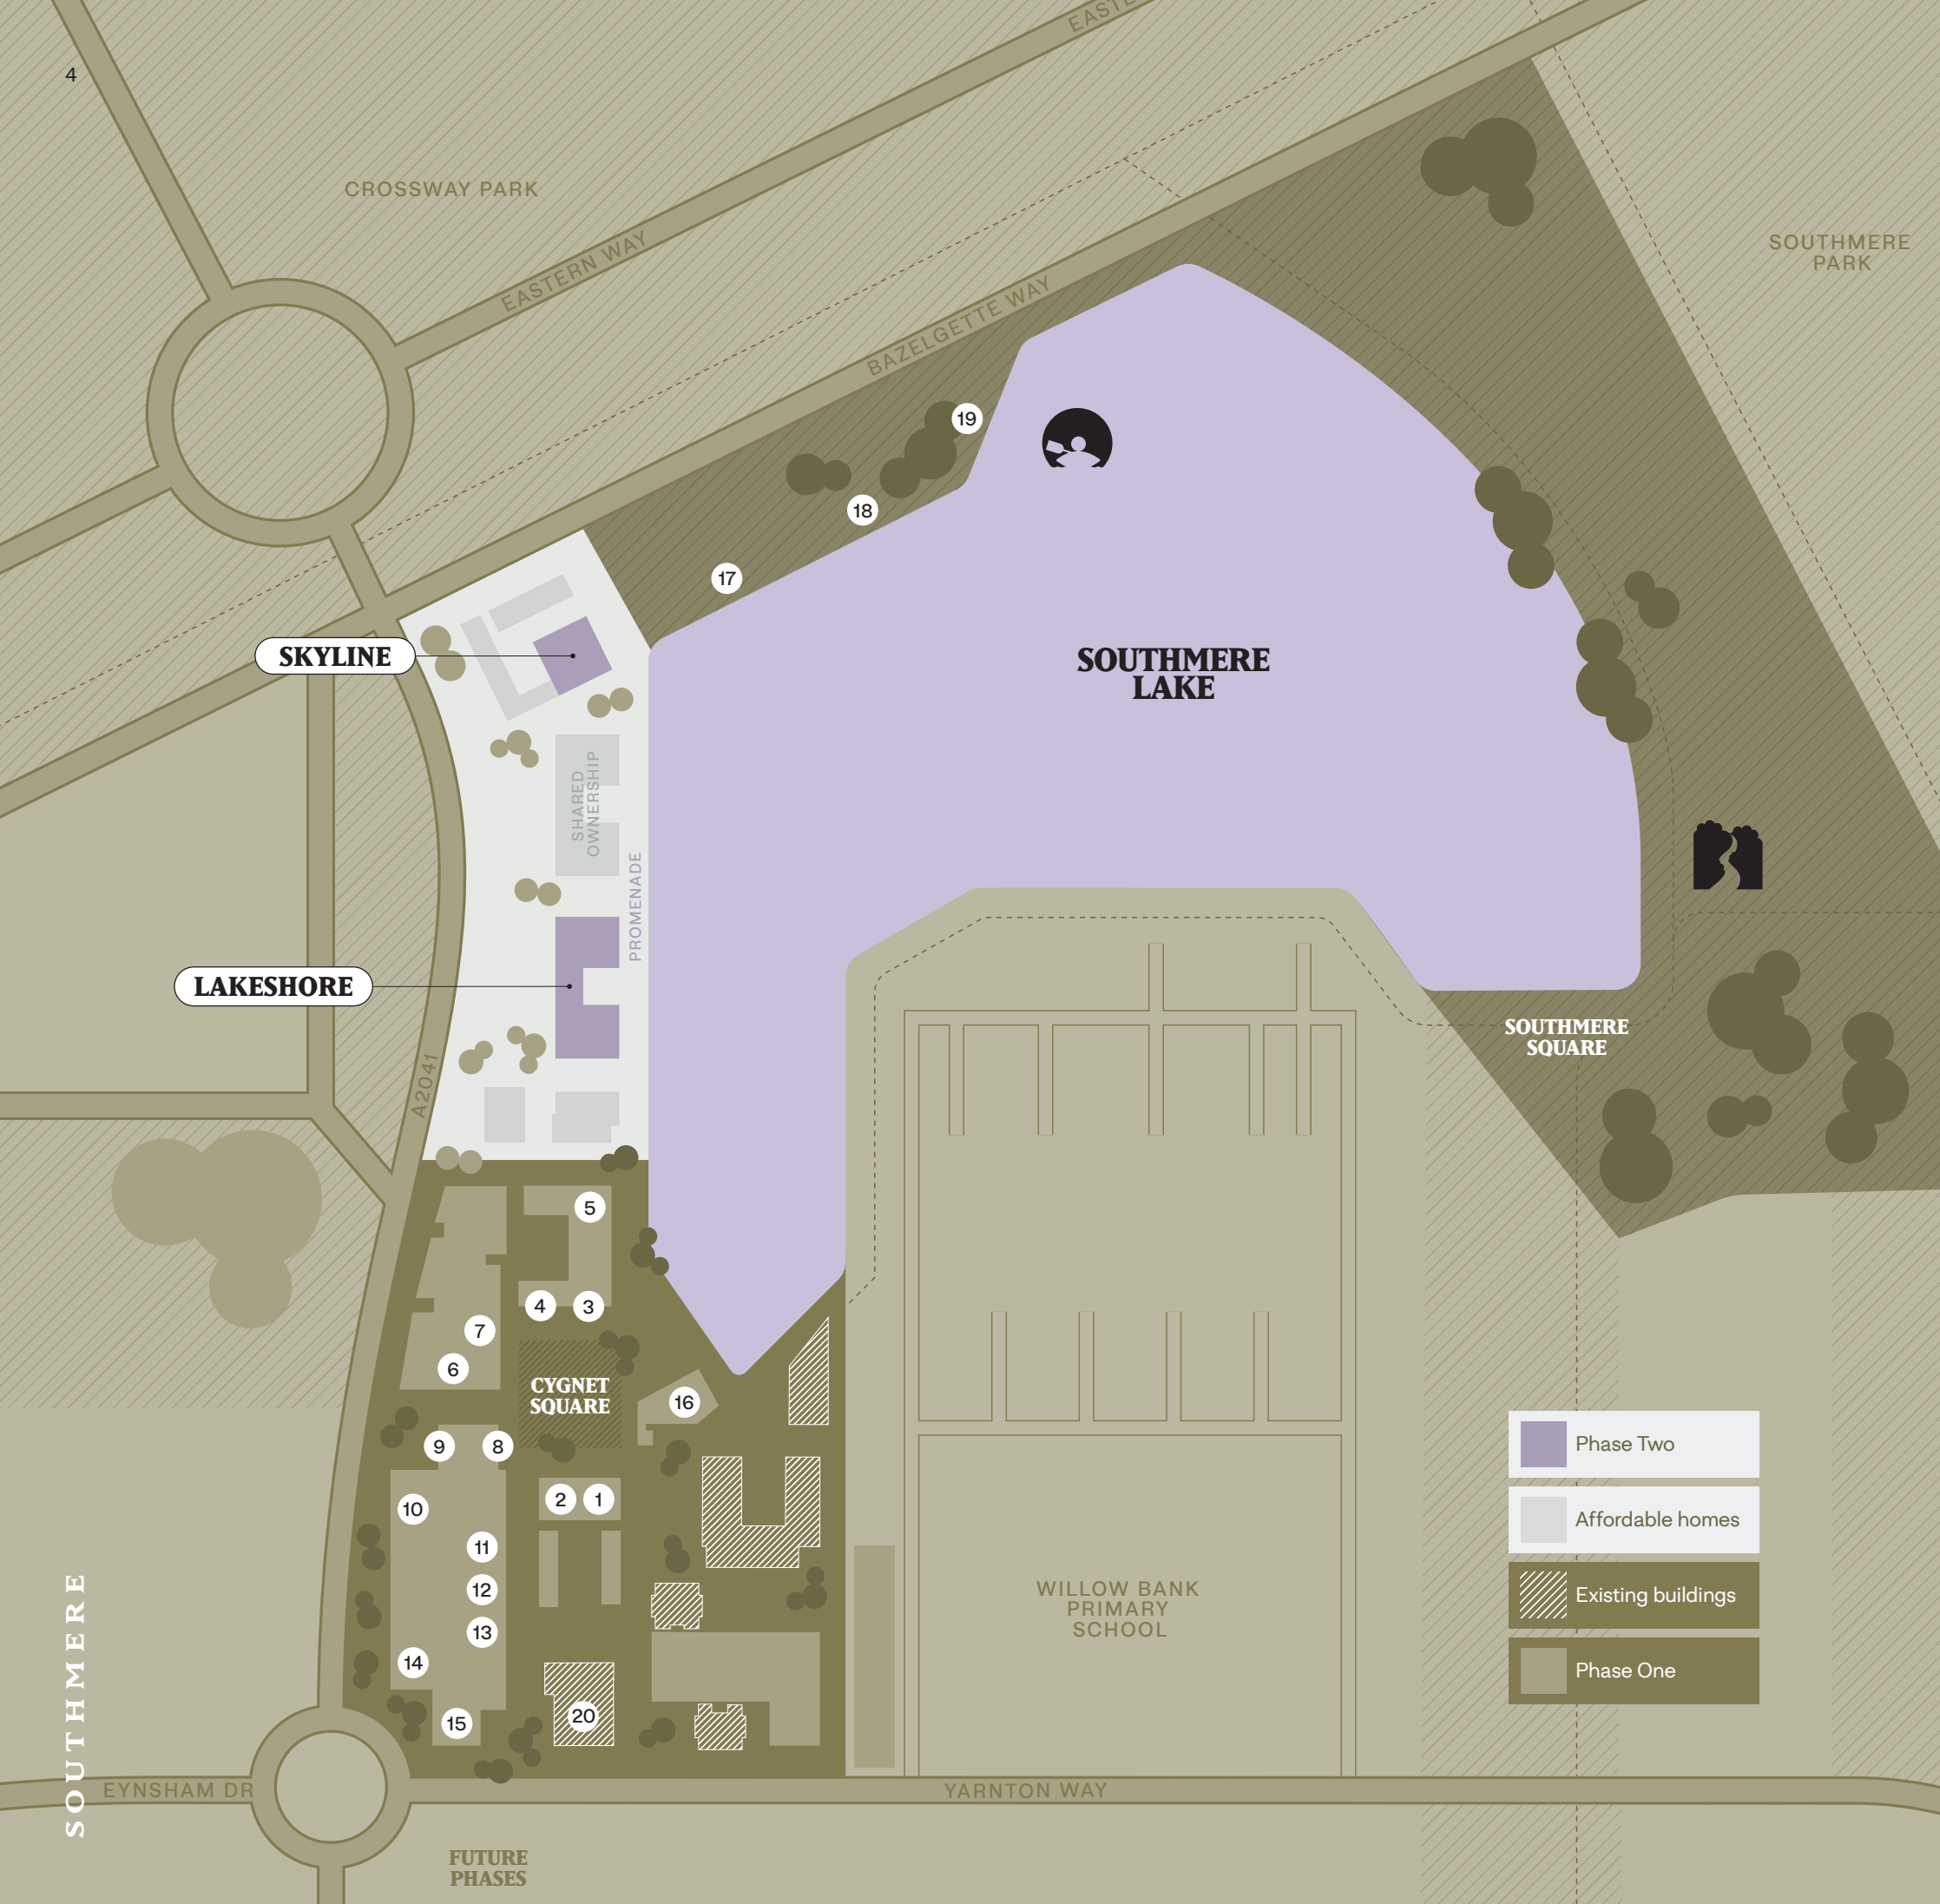 EASTE
4
CROSSWAY PARK
SOUTHMERE
PARK
EASTERN WAY
BAZELGETTE WAY
19
18
17
SKYLINE
SOUTHMERE
LAKE
SHARED
OWNERSHIP
PROMENADE
LAKESHORE
A2041
SOUTHMERE
SQUARE
5
4
3
7
6
CYGNET
SQUARE
16
9
8
10
2
1
11
12
13
14
15
20
Phase Two
Affordable homes
Existing buildings
Phase One
WILLOW BANK
PRIMARY
SCHOOL
SOUTHMERE
EYNSHAM DR
YARNTON WAY
FUTURE
PHASES